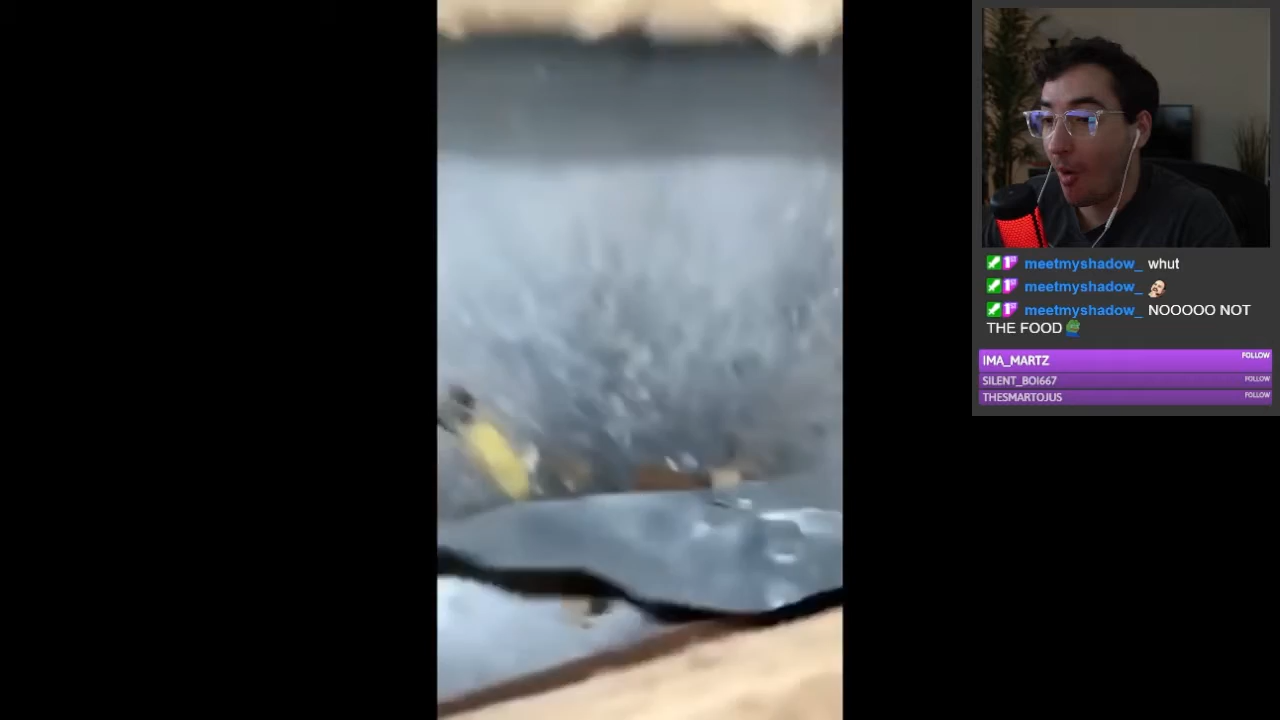 meetmyshadow_ whut
meetmyshadow_
meetmyshadow_ NOOOOO NOT
THE FOOD
IMA_MARTZ FOLLOW
SILENT_BOI667 FOLLOW
THESMARTOJUS FOLLOW